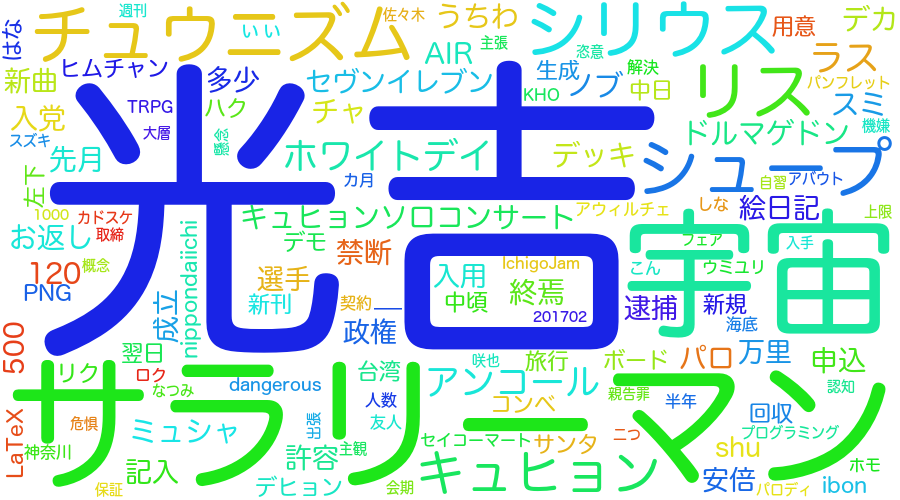 週刊
佐々木
うちわ
シリウス
用意
デカ
はな
チュウニズム
いい
AIR
主張
恣意
ラス
新曲
ヒムチャン
多少
セヴンイレブン
生成
ノブ
解決
中日
リス
パンフレット
スミ
入党
TRPG
ハク
チャ
KHO
機嫌
スズキ
大層
懸念
ドルマゲドン
先月
ホワイトデイ
デッキ
シュープ
左下
カ月
自習
アバウト
光吉
1000
カドスケ
キュヒョンソロコンサート
アウィルチェ
しな
絵日記
上限
お返し
取締
nippondaiichi
デモ
禁断
宇宙
フェア
入手
120
概念
選手
入用
IchigoJam
こん
ウミユリ
PNG
成立
新刊
契約
中頃
終焉
逮捕
新規
一
政権
201702
海底
500
翌日
台湾
咲也
旅行
ボード
パロ
万里
申込
リク
ロク
なつみ
dangerous
人数
アンコール
親告罪
半年
認知
サラリーマン
LaTeX
危惧
ミュシャ
出張
友人
コンベ
二つ
回収
プログラミング
神奈川
記入
許容
主観
セイコーマート
サンタ
shu
ホモ
保証
デヒョン
会期
キュヒョン
安倍
パロディ
ibon